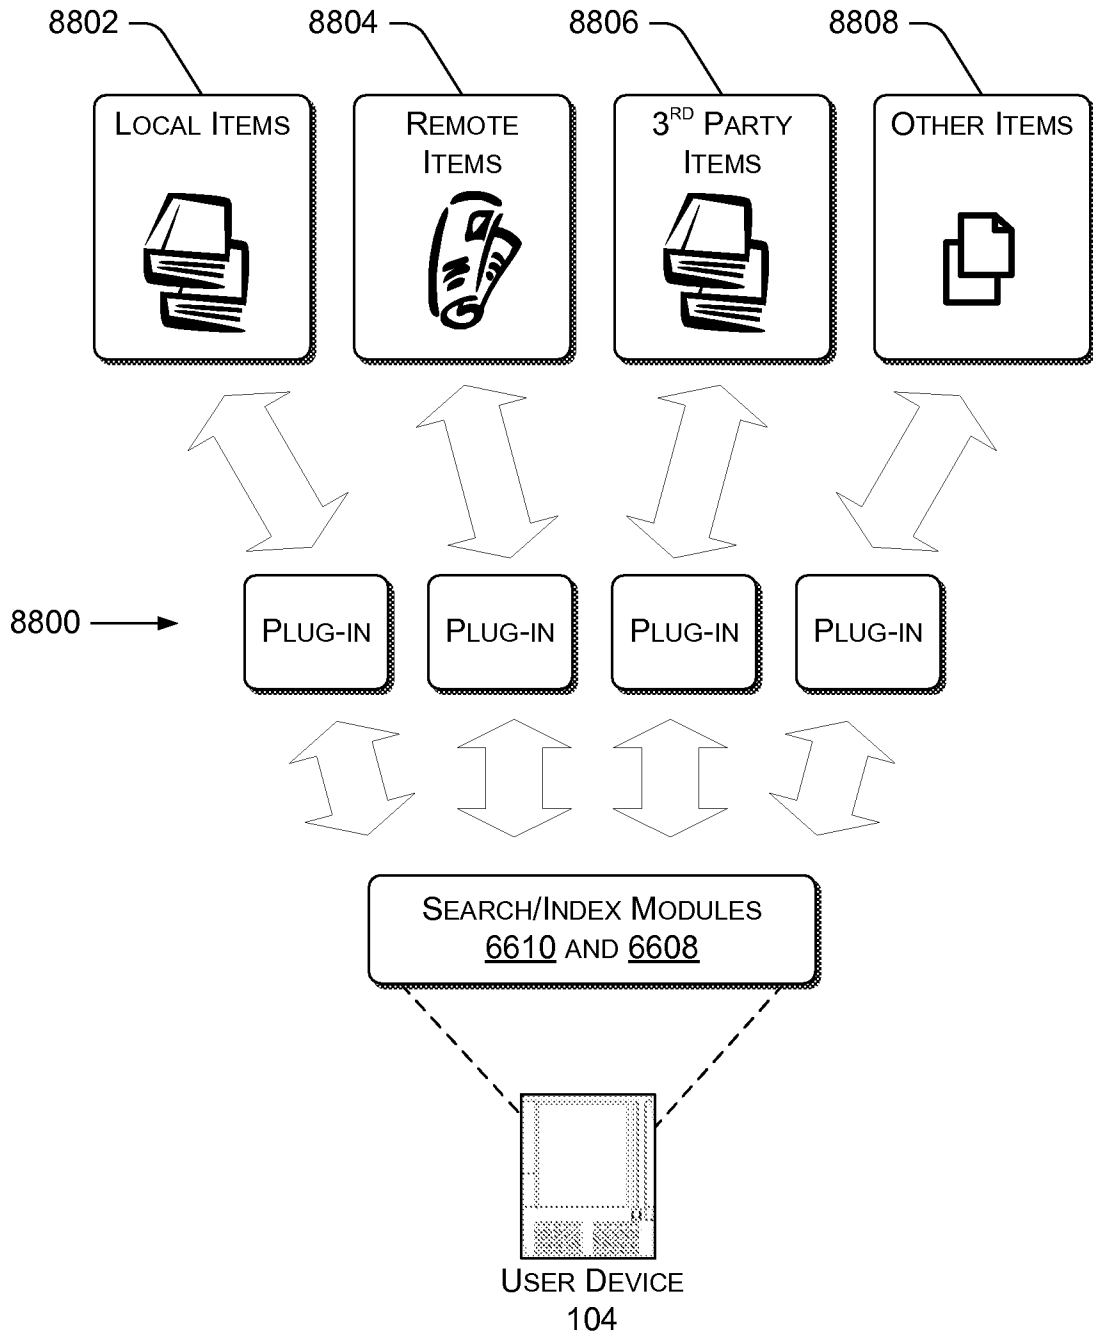 8802 8804 8806 8808
LOCAL ITEMS
REMOTE
ITEMS
3RD PARTY
ITEMS
OTHER ITEMS
8800
PLUG-IN PLUG-IN PLUG-IN PLUG-IN
SEARCH/INDEX MODULES
6610 AND 6608
USER DEVICE
104